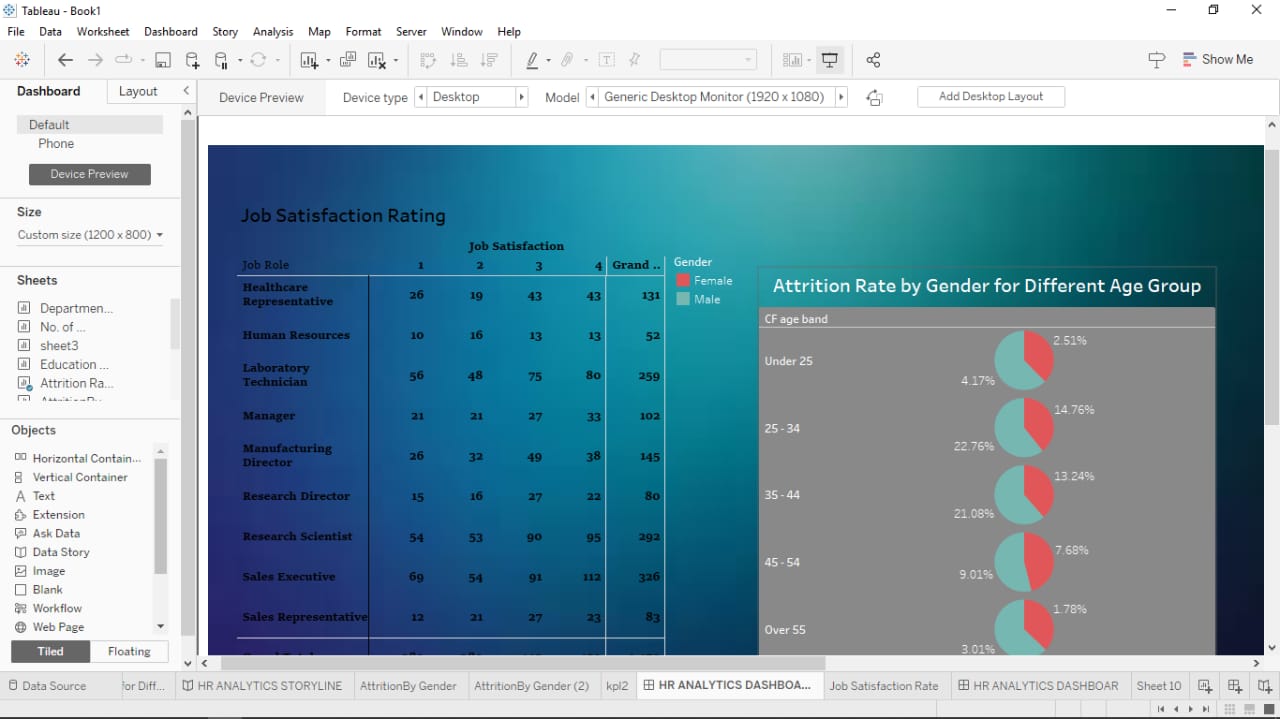 Tableau - Book1
File Data Worksheet Dashboard Story Analysis Map Format Server Window Help
Show Me
Dashboard Layout
Device Preview Device type Desktop Model Generic Desktop Monitor (1920 x 1080) Add Desktop Layout
Default
Phone
Device Preview
Size
Custom size (1200 x 800)
Sheets
Departmen...
No. of ...
sheet3
Education ...
Attrition Ra...
Objects
Horizontal Contain...
Vertical Container
Text
Extension
Ask Data
Data Story
Image
Blank
Workflow
Web Page
Tiled Floating
Job Satisfaction Rating
Job Satisfaction
Job Role 1 2 3 4 Grand ..
Healthcare
Representative 26 19 43 43 131
Human Resources 10 16 13 13 52
Laboratory
Technician 56 48 75 80 259
Manager 21 21 27 33 102
Manufacturing
Director 26 32 49 38 145
Research Director 15 16 27 22 80
Research Scientist 54 53 90 95 292
Sales Executive 69 54 91 112 326
Sales Representative 12 21 27 23 83
Gender
Female
Male
Attrition Rate by Gender for Different Age Group
CF age band
Under 25 2.51% 4.17%
25 - 34 14.76% 22.76%
35 - 44 13.24% 21.08%
45 - 54 7.68% 9.01%
Over 55 1.78% 3.01%
Data Source for Diff... HR ANALYTICS STORYLINE AttritionBy Gender AttritionBy Gender (2) kpl2 HR ANALYTICS DASHBOA... Job Satisfaction Rate HR ANALYTICS DASHBOAR Sheet 10